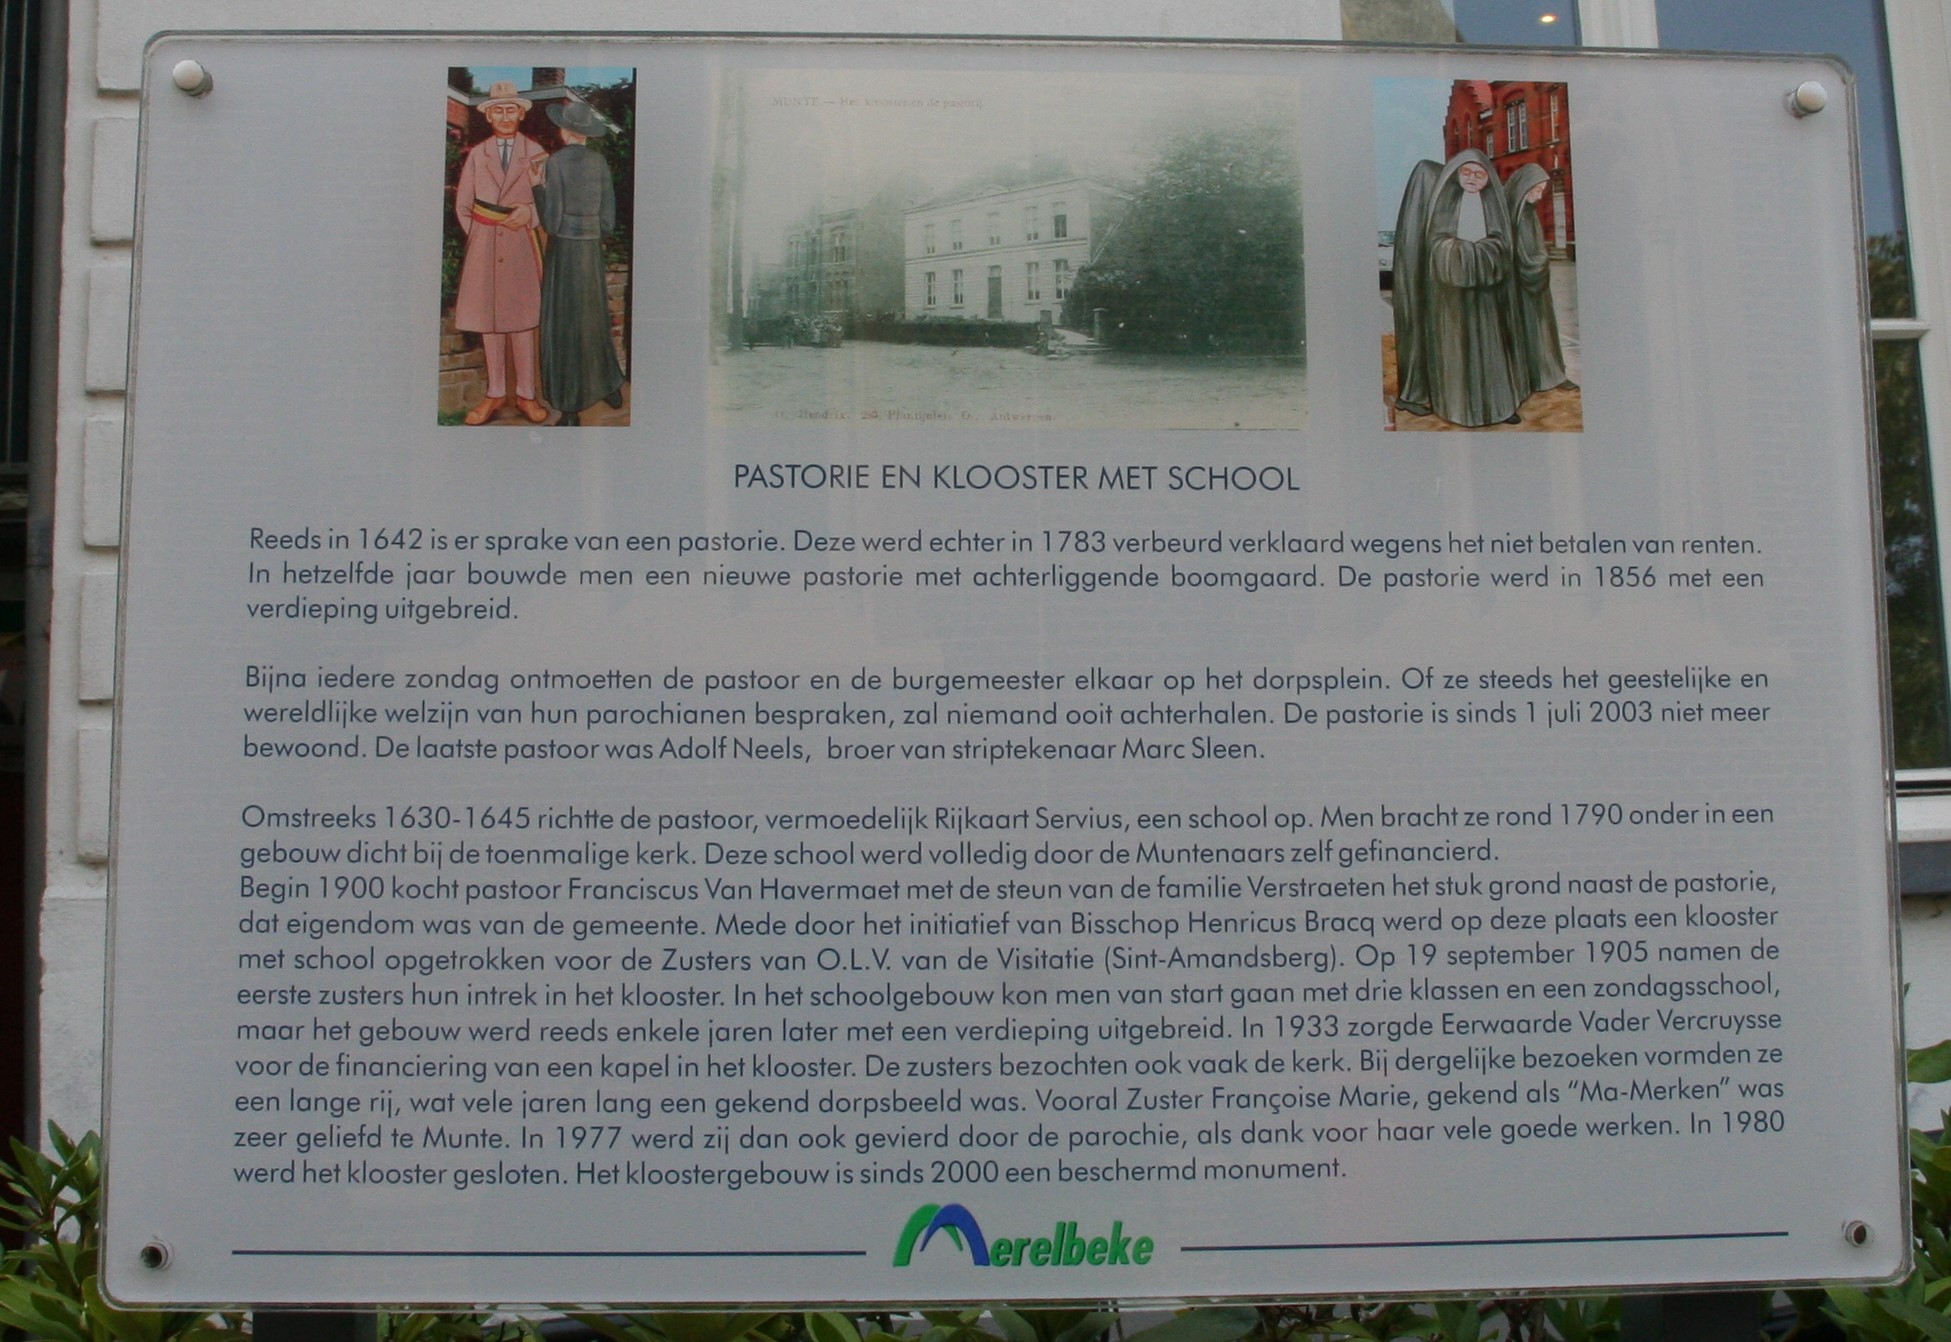 MUNTE — Het klooster en de pastorij
D. Hendrix. 280 Plantijnlei. O., Antwerpen
PASTORIE EN KLOOSTER MET SCHOOL
Reeds in 1642 is er sprake van een pastorie. Deze werd echter in 1783 verbeurd verklaard wegens het niet betalen van renten.
In hetzelfde jaar bouwde men een nieuwe pastorie met achterliggende boomgaard. De pastorie werd in 1856 met een
verdieping uitgebreid.
Bijna iedere zondag ontmoetten de pastoor en de burgemeester elkaar op het dorpsplein. Of ze steeds het geestelijke en
wereldlijke welzijn van hun parochianen bespraken, zal niemand ooit achterhalen. De pastorie is sinds 1 juli 2003 niet meer
bewoond. De laatste pastoor was Adolf Neels, broer van striptekenaar Marc Sleen.
Omstreeks 1630-1645 richtte de pastoor, vermoedelijk Rijkaart Servius, een school op. Men bracht ze rond 1790 onder in een
gebouw dicht bij de toenmalige kerk. Deze school werd volledig door de Muntenaars zelf gefinancierd.
Begin 1900 kocht pastoor Franciscus Van Havermaet met de steun van de familie Verstraeten het stuk grond naast de pastorie,
dat eigendom was van de gemeente. Mede door het initiatief van Bisschop Henricus Bracq werd op deze plaats een klooster
met school opgetrokken voor de Zusters van O.L.V. van de Visitatie (Sint-Amandsberg). Op 19 september 1905 namen de
eerste zusters hun intrek in het klooster. In het schoolgebouw kon men van start gaan met drie klassen en een zondagsschool,
maar het gebouw werd reeds enkele jaren later met een verdieping uitgebreid. In 1933 zorgde Eerwaarde Vader Vercruysse
voor de financiering van een kapel in het klooster. De zusters bezochten ook vaak de kerk. Bij dergelijke bezoeken vormden ze
een lange rij, wat vele jaren lang een gekend dorpsbeeld was. Vooral Zuster Françoise Marie, gekend als “Ma-Merken” was
zeer geliefd te Munte. In 1977 werd zij dan ook gevierd door de parochie, als dank voor haar vele goede werken. In 1980
werd het klooster gesloten. Het kloostergebouw is sinds 2000 een beschermd monument.
Merelbeke